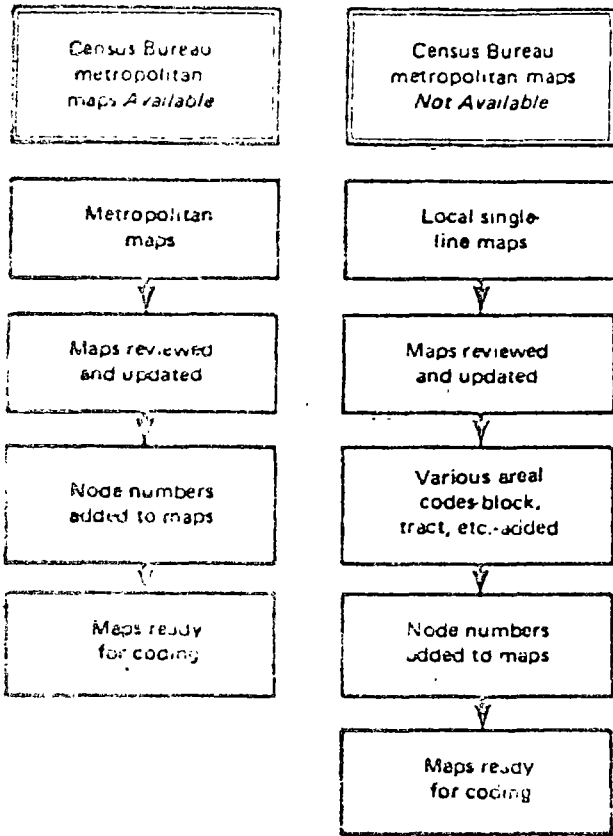 Census Bureau
metropolitan
maps Available
Metropolitan
maps
Maps reviewed
and updated
Node numbers
added to maps
Maps ready
for coding
Census Bureau
metropolitan maps
Not Available
Local single-
line maps
Maps reviewed
and updated
Various areal
codes-block,
tract, etc.-added
Node numbers
added to maps
Maps ready
for coding